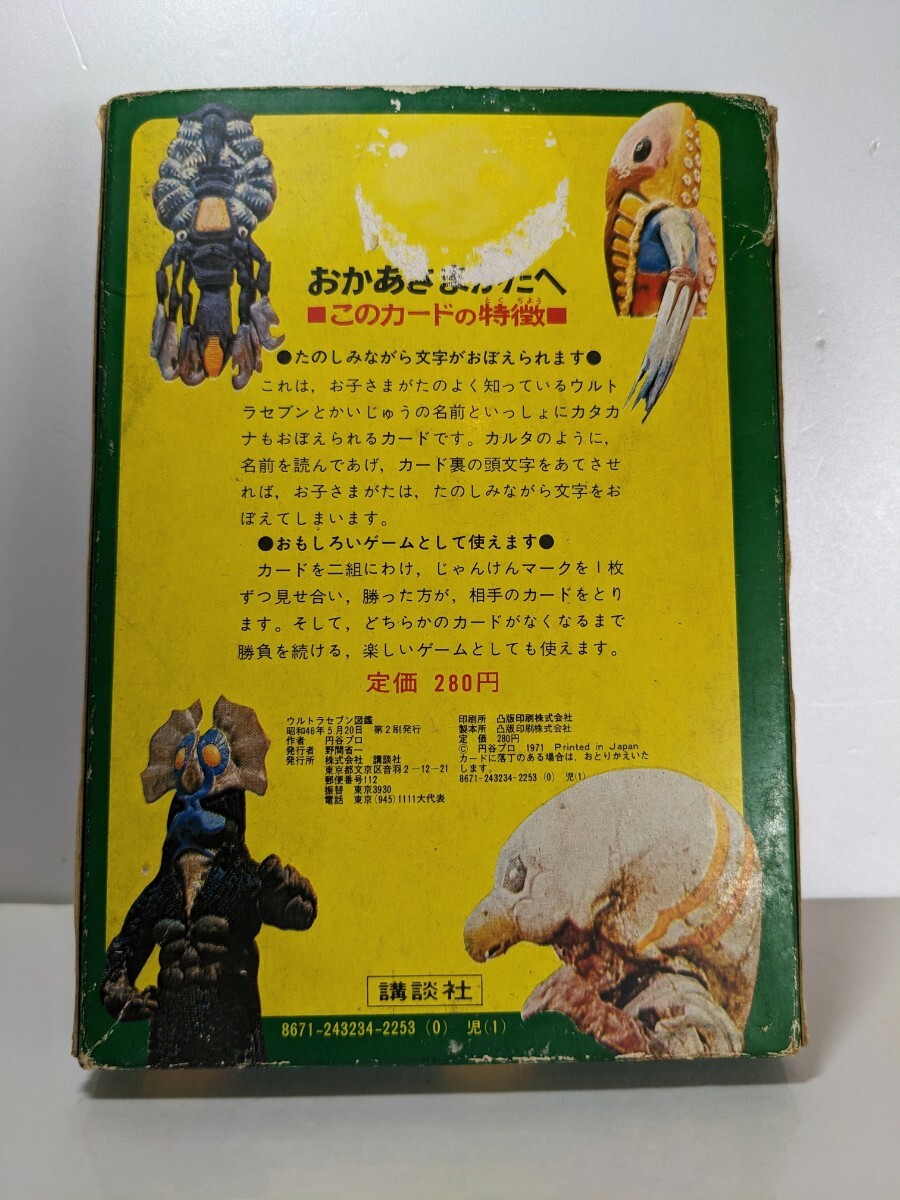 おかあさまがたへ
■このカードの特徴■
とくちょう
●たのしみながら文字がおぼえられます●
これは，お子さまがたのよく知っているウルト
ラセブンとかいじゅうの名前といっしょにカタカ
ナもおぼえられるカードです。カルタのように，
名前を読んであげ，カード裏の頭文字をあてさせ
れば，お子さまがたは，たのしみながら文字をお
ぼえてしまいます。
●おもしろいゲームとして使えます●
カードを二組にわけ，じゃんけんマークを1枚
ずつ見せ合い，勝った方が，相手のカードをとり
ます。そして，どちらかのカードがなくなるまで
勝負を続ける，楽しいゲームとしても使えます。
定価 280円
ウルトラセブン図鑑
昭和46年5月20日 第2刷発行
作者 円谷プロ
発行者 野間省一
発行所 株式会社 講談社
東京都文京区音羽2-12-21
郵便番号112
振替 東京3930
電話 東京(945)1111大代表
印刷所 凸版印刷株式会社
製本所 凸版印刷株式会社
定価 280円
© 円谷プロ 1971 Printed in Japan
カードに落丁のある場合は，おとりかえいた
します。
8671-243234-2253 (0) 児(1)
講談社
8671-243234-2253 (0) 児(1)